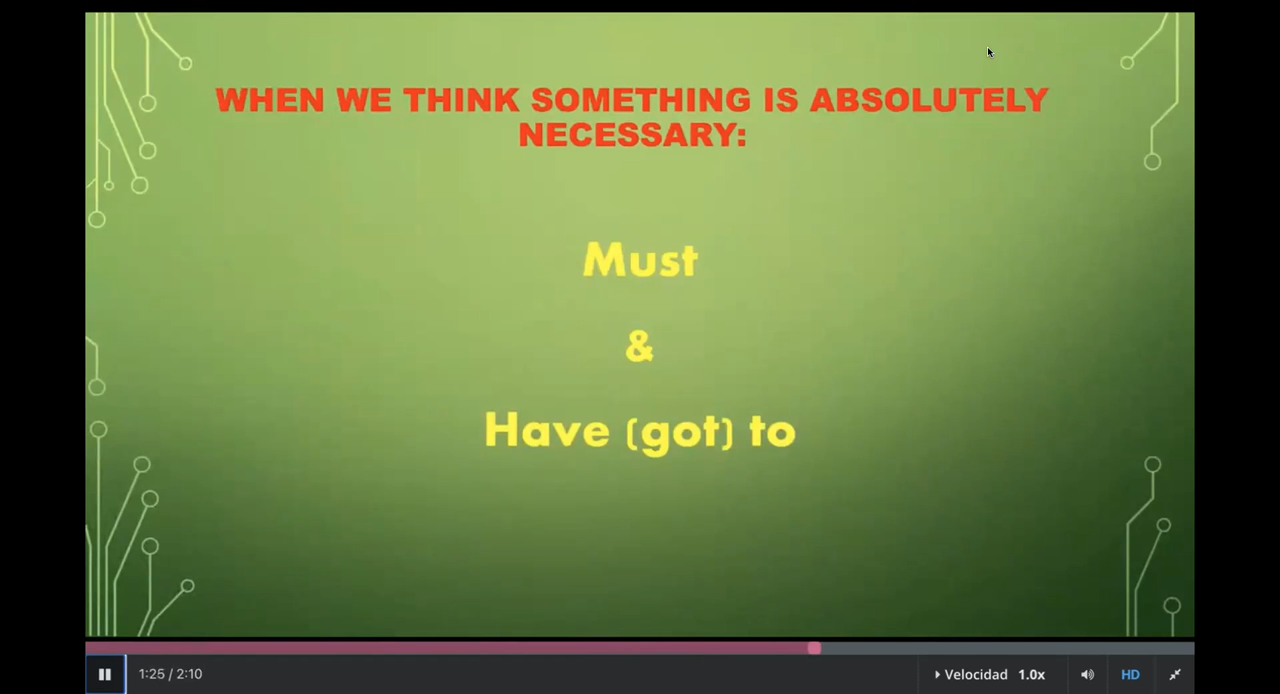 WHEN WE THINK SOMETHING IS ABSOLUTELY
NECESSARY:
Must
&
Have (got) to
1:25 / 2:10
Velocidad 1.0x
HD